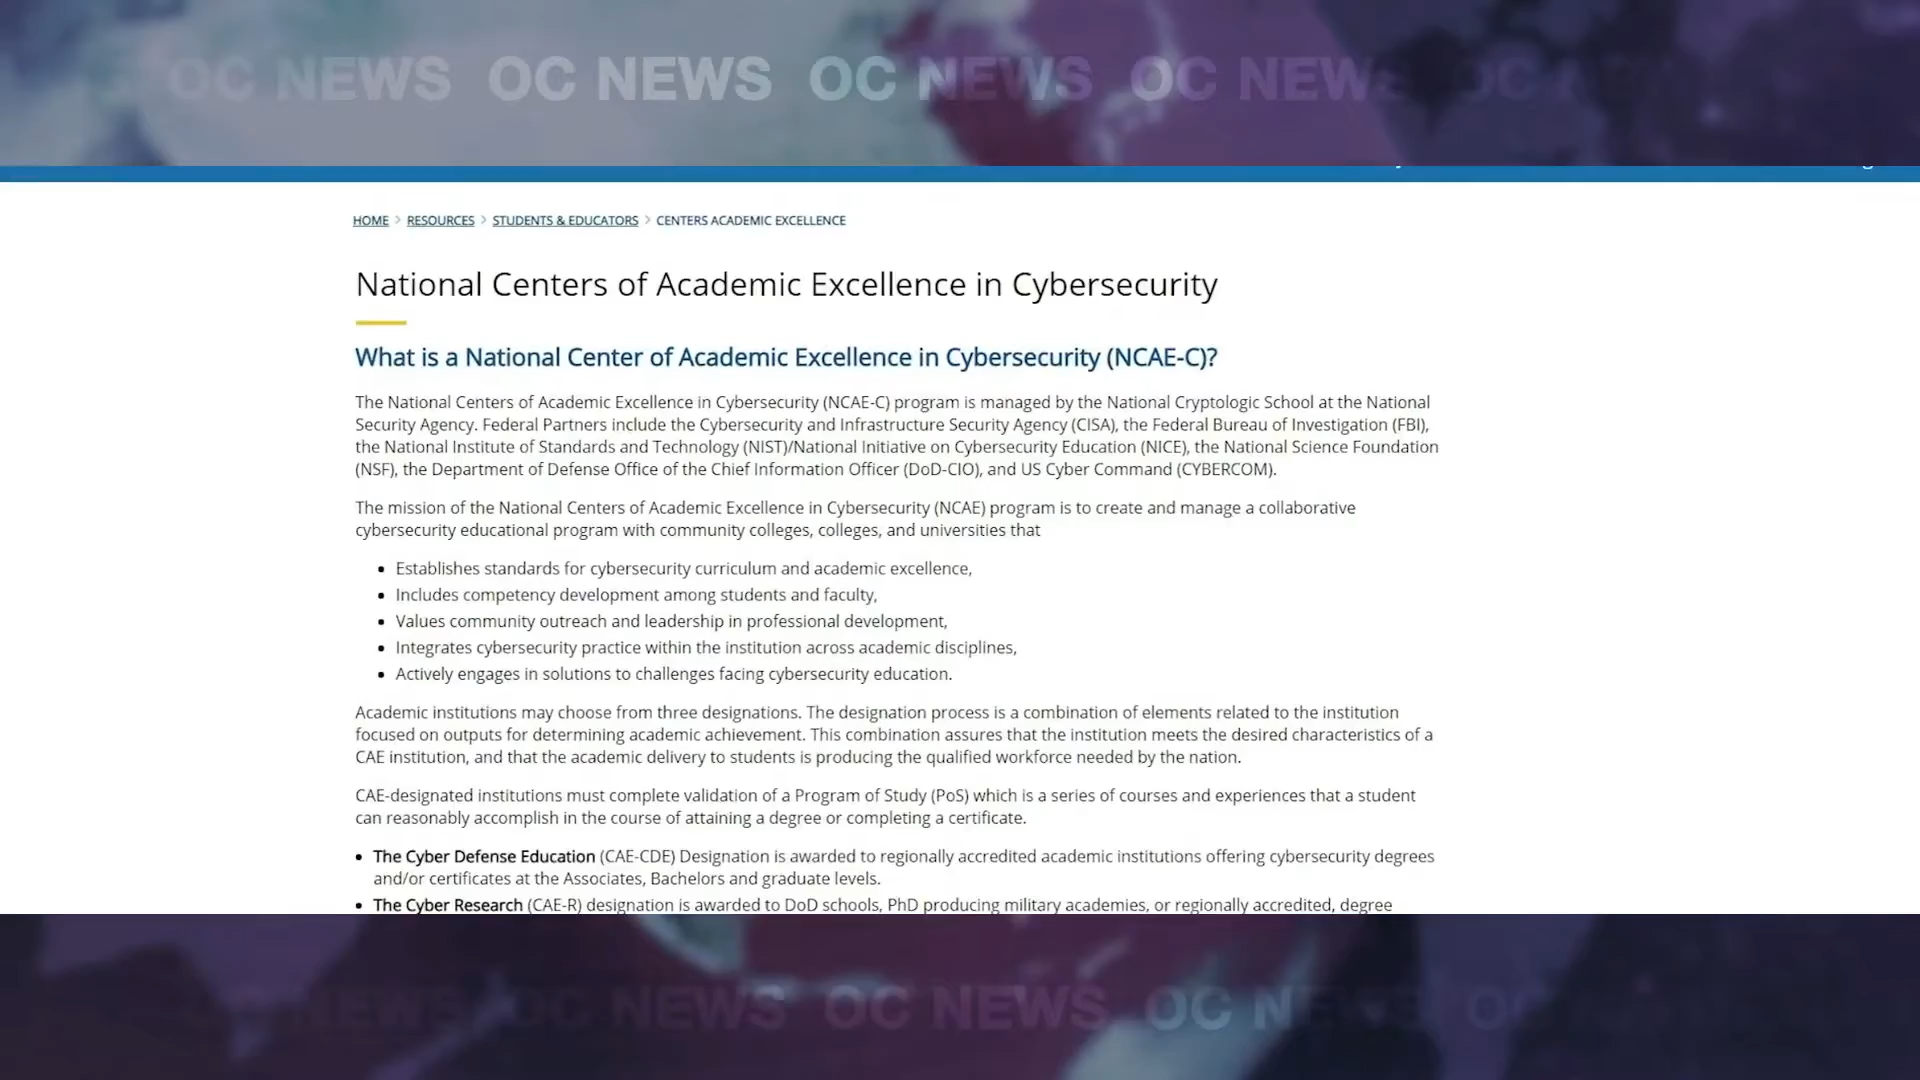 OC NEWS OC NEWS OC NEWS OC NEWS OC NE
HOME > RESOURCES > STUDENTS & EDUCATORS > CENTERS ACADEMIC EXCELLENCE
National Centers of Academic Excellence in Cybersecurity
What is a National Center of Academic Excellence in Cybersecurity (NCAE-C)?
The National Centers of Academic Excellence in Cybersecurity (NCAE-C) program is managed by the National Cryptologic School at the National
Security Agency. Federal Partners include the Cybersecurity and Infrastructure Security Agency (CISA), the Federal Bureau of Investigation (FBI),
the National Institute of Standards and Technology (NIST)/National Initiative on Cybersecurity Education (NICE), the National Science Foundation
(NSF), the Department of Defense Office of the Chief Information Officer (DoD-CIO), and US Cyber Command (CYBERCOM).
The mission of the National Centers of Academic Excellence in Cybersecurity (NCAE) program is to create and manage a collaborative
cybersecurity educational program with community colleges, colleges, and universities that
• Establishes standards for cybersecurity curriculum and academic excellence,
• Includes competency development among students and faculty,
• Values community outreach and leadership in professional development,
• Integrates cybersecurity practice within the institution across academic disciplines,
• Actively engages in solutions to challenges facing cybersecurity education.
Academic institutions may choose from three designations. The designation process is a combination of elements related to the institution
focused on outputs for determining academic achievement. This combination assures that the institution meets the desired characteristics of a
CAE institution, and that the academic delivery to students is producing the qualified workforce needed by the nation.
CAE-designated institutions must complete validation of a Program of Study (PoS) which is a series of courses and experiences that a student
can reasonably accomplish in the course of attaining a degree or completing a certificate.
• The Cyber Defense Education (CAE-CDE) Designation is awarded to regionally accredited academic institutions offering cybersecurity degrees
and/or certificates at the Associates, Bachelors and graduate levels.
• The Cyber Research (CAE-R) designation is awarded to DoD schools, PhD producing military academies, or regionally accredited, degree
OC NEWS OC NEWS OC NEWS OC NE OC